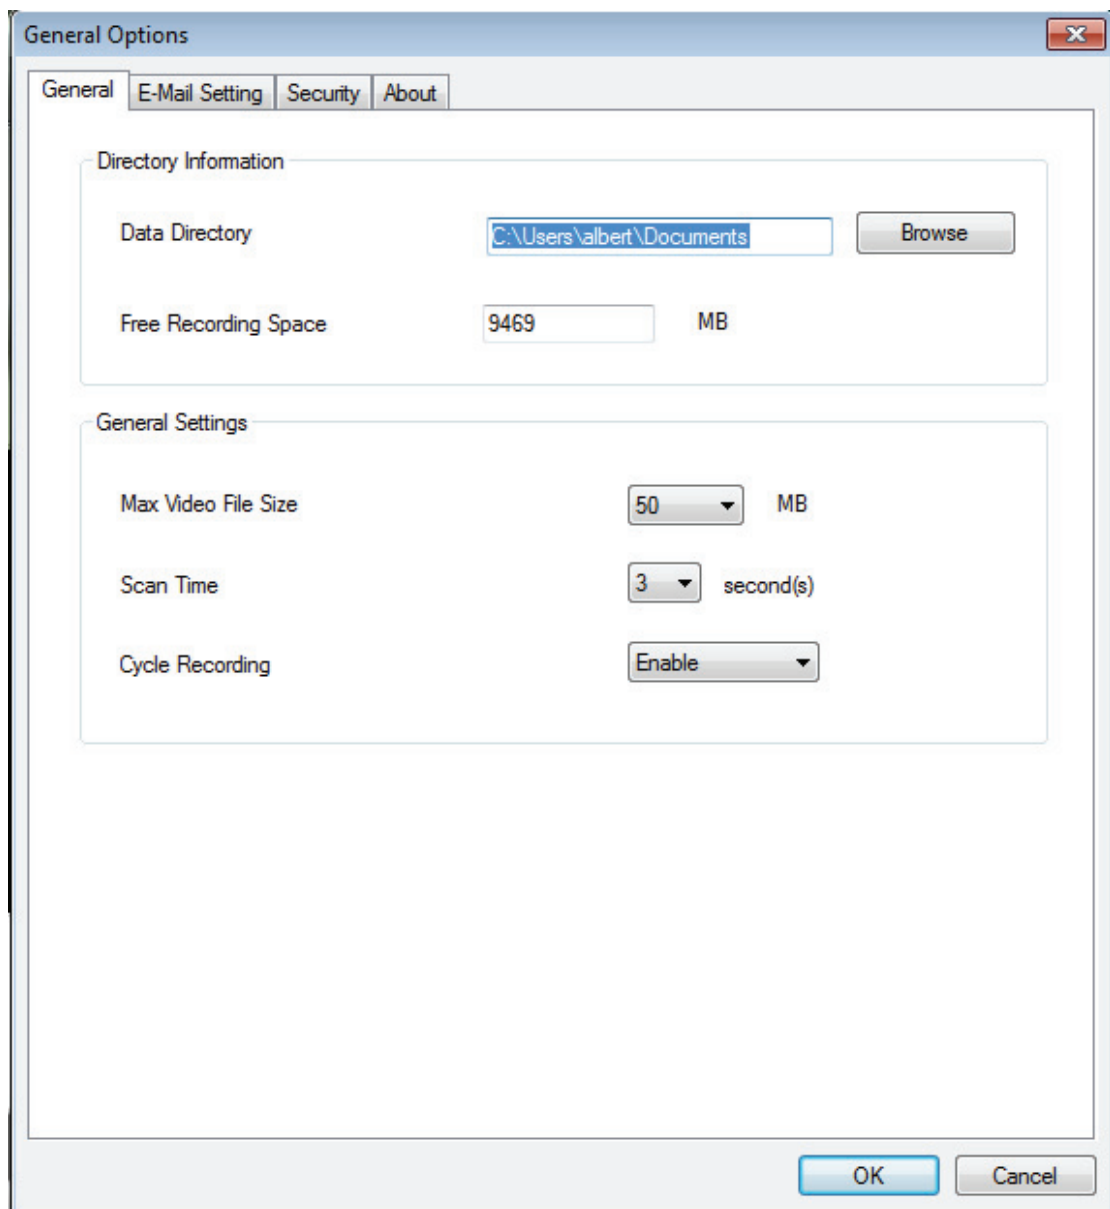 General Options
General E-Mail Setting Security About
Directory Information
Data Directory C:\Users\albert\Documents Browse
Free Recording Space 9469 MB
General Settings
Max Video File Size 50 MB
Scan Time 3 second(s)
Cycle Recording Enable
OK Cancel